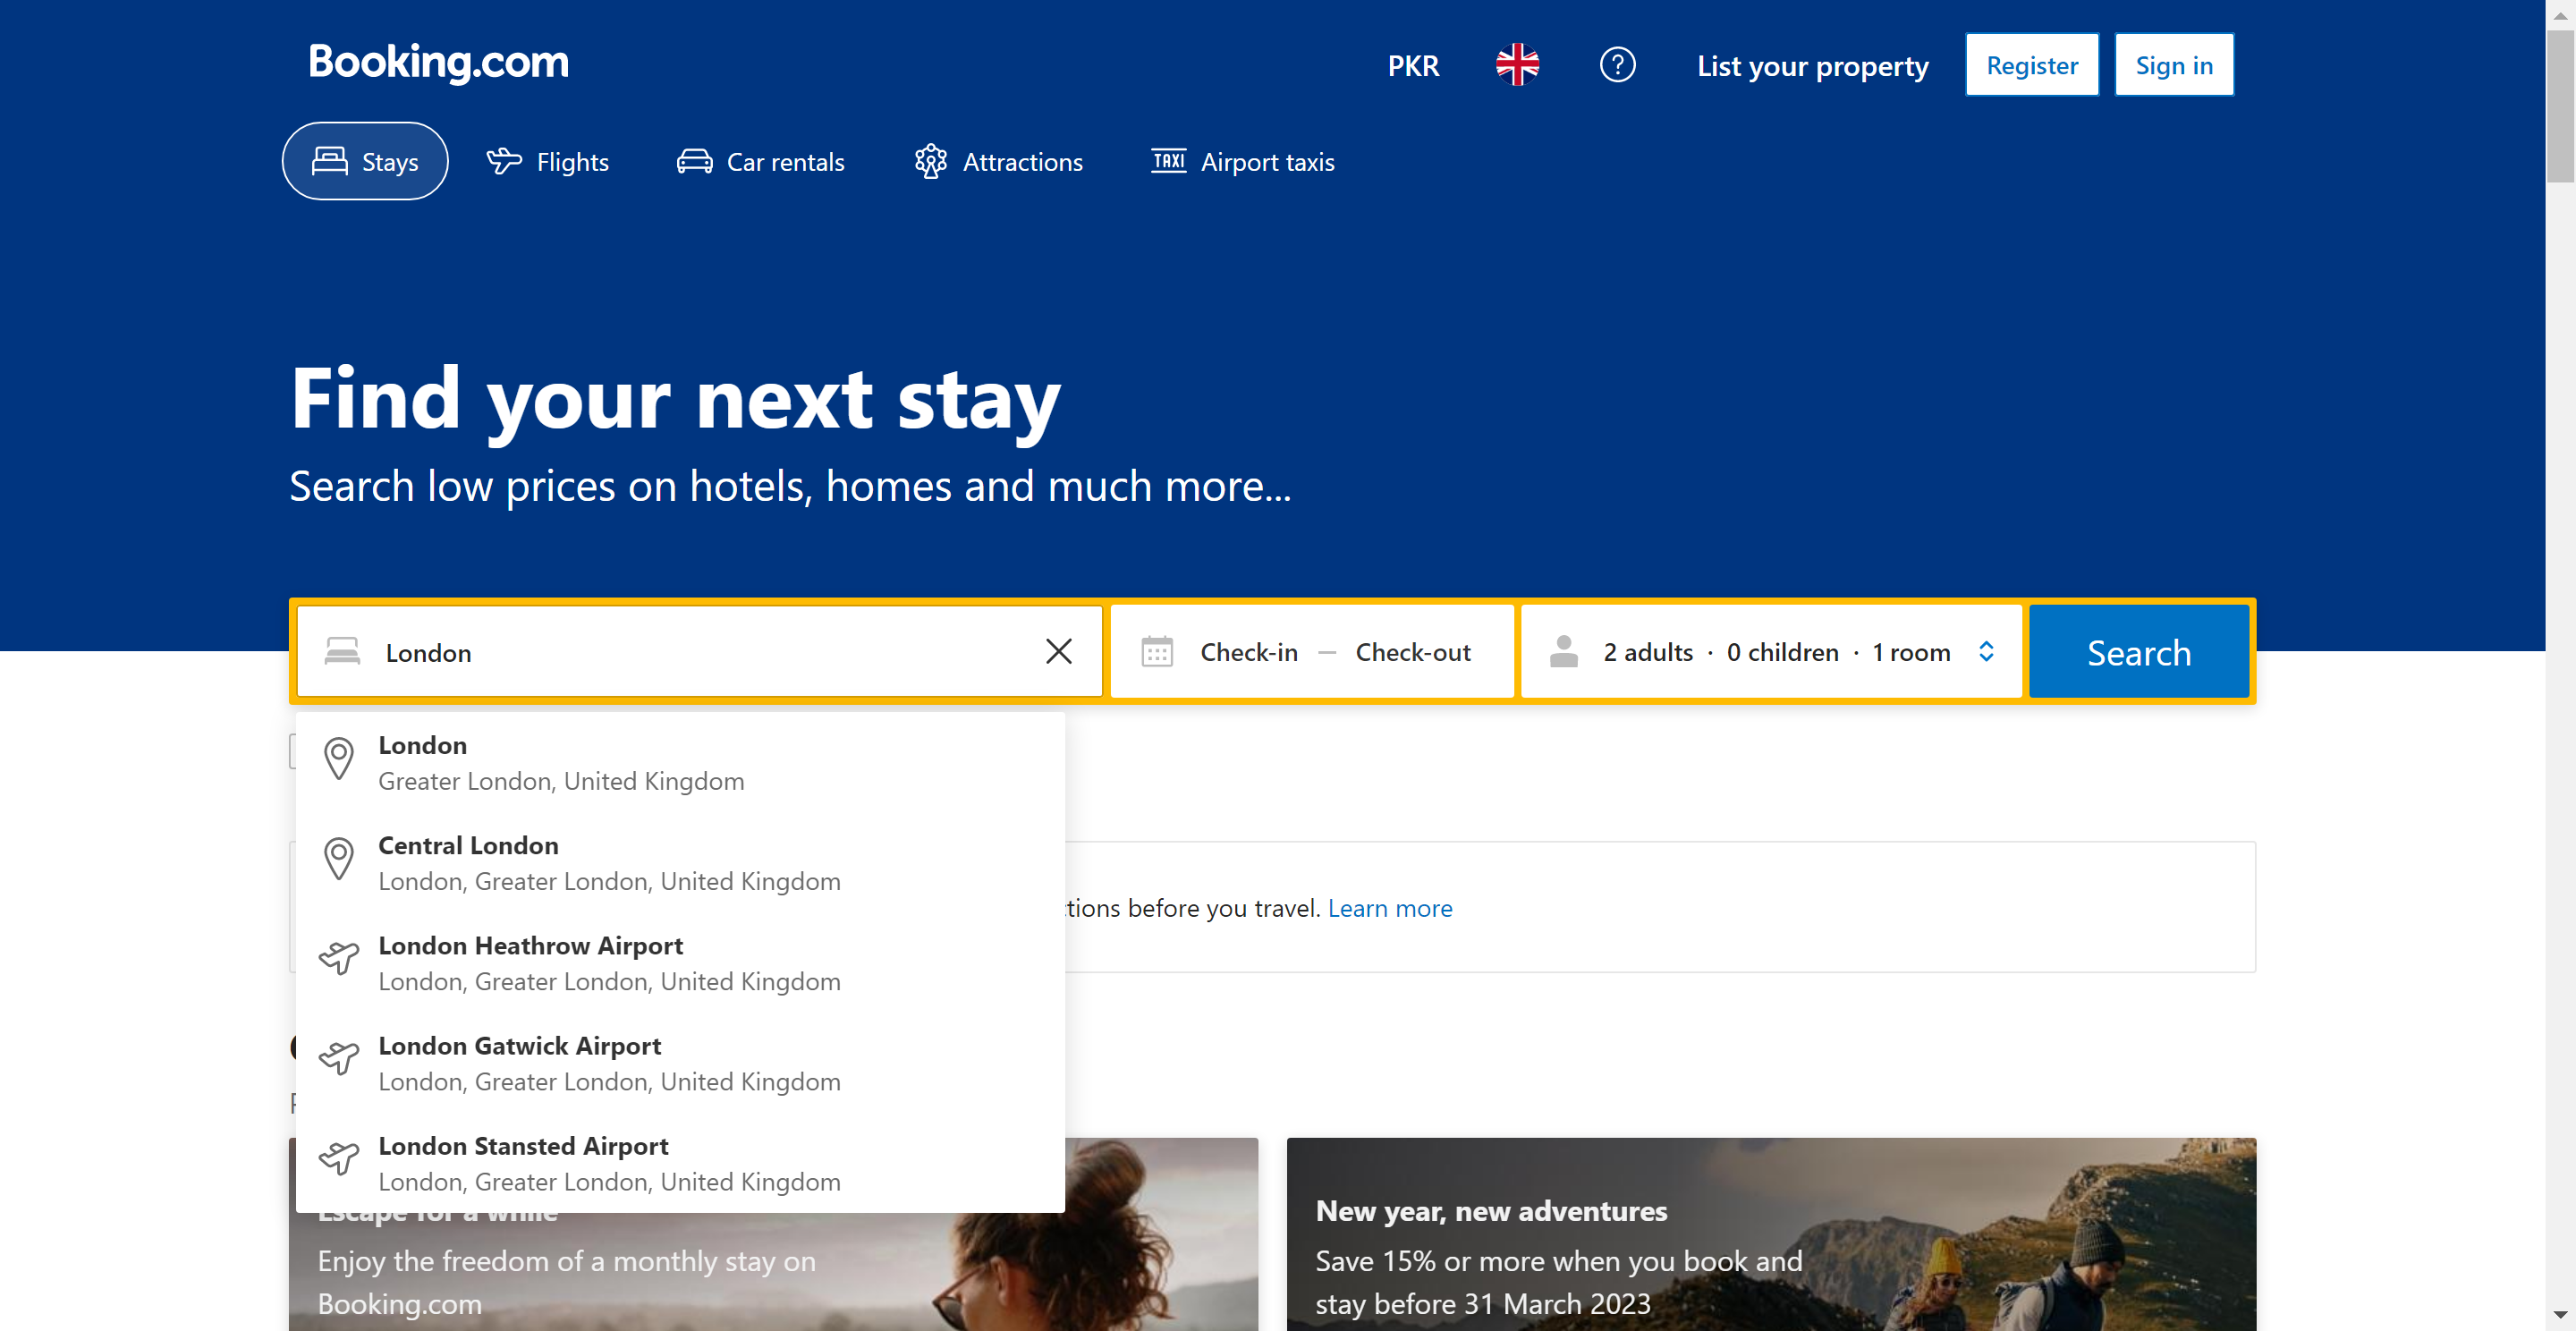 Booking.com
PKR
List your property
Register
Sign in
Stays
Flights
Car rentals
Attractions
TAXI
Airport taxis
Find your next stay
Search low prices on hotels, homes and much more...
London
Check-in — Check-out
2 adults · 0 children · 1 room
Search
London
Greater London, United Kingdom
Central London
London, Greater London, United Kingdom
before you travel. Learn more
London Heathrow Airport
London, Greater London, United Kingdom
London Gatwick Airport
London, Greater London, United Kingdom
London Stansted Airport
London, Greater London, United Kingdom
Escape for a while
Enjoy the freedom of a monthly stay on
Booking.com
New year, new adventures
Save 15% or more when you book and
stay before 31 March 2023